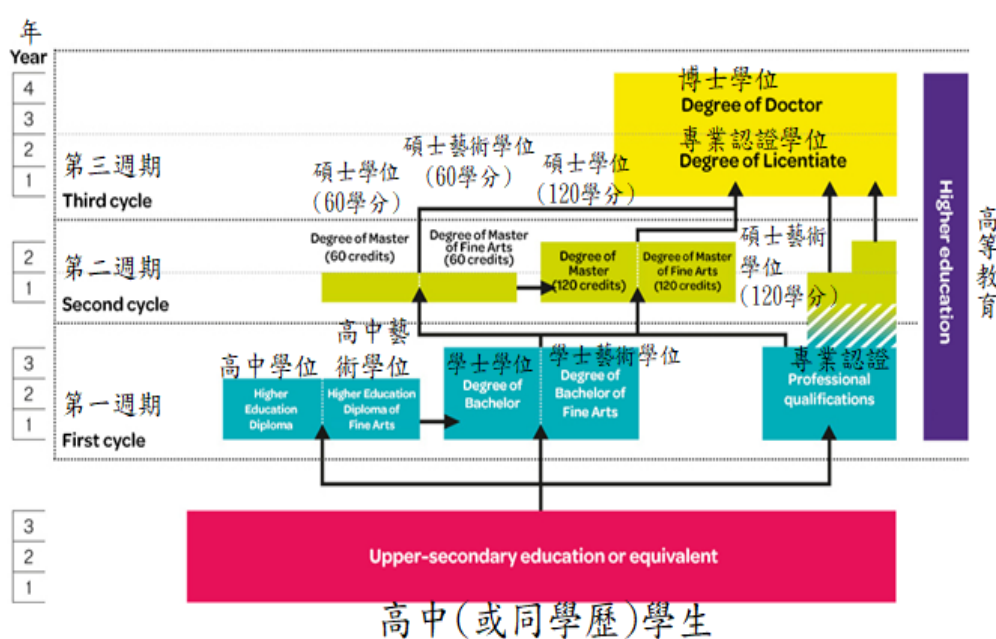 年
Year
4
3
2
1
第三週期
Third cycle
博士學位
Degree of Doctor
專業認證學位
Degree of Licentiate
碩士學位
(60學分)
碩士藝術學位
(60學分)
碩士學位
(120學分)
2
1
第二週期
Second cycle
Degree of Master
(60 credits)
Degree of Master
of Fine Arts
(60 credits)
Degree of
Master
(120 credits)
Degree of Master
of Fine Arts
(120 credits)
碩士藝術
學位
(120學分)
3
2
1
第一週期
First cycle
高中學位
Higher
Education
Diploma
高中藝
術學位
Higher Education
Diploma of
Fine Arts
學士學位
Degree of
Bachelor
學士藝術學位
Degree of
Bachelor of
Fine Arts
專業認證
Professional
qualifications
Higher education
高等教育
3
2
1
Upper-secondary education or equivalent
高中(或同學歷)學生